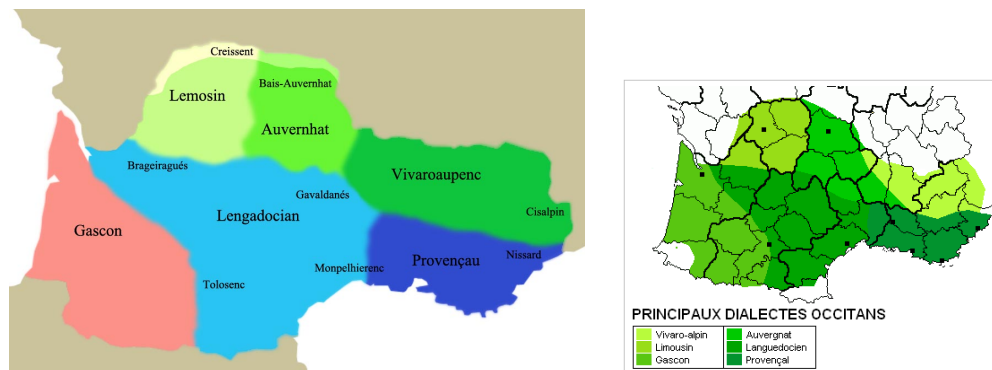 Creissent
Bais-Auvernhat
Lemosin
Auvernhat
Brageiragués
Vivaroaupenc
Gavaldanés
Lengadocian
Cisalpin
Gascon
Provençau
Nissard
Monpelhierenc
Tolosenc
PRINCIPAUX DIALECTES OCCITANS
Vivaro-alpin
Limousin
Gascon
Auvergnat
Languedocien
Provençal